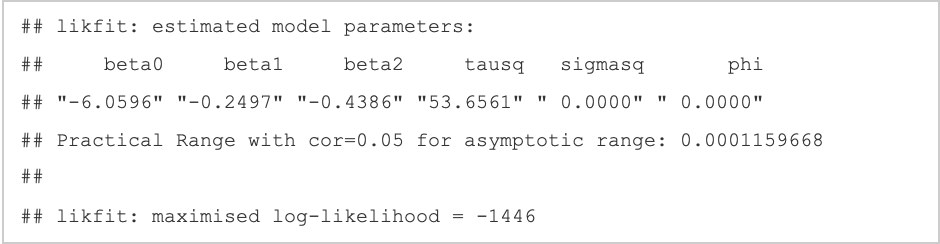 ## likfit: estimated model parameters:
##     beta0     beta1     beta2     tausq   sigmasq       phi
## "-6.0596" "-0.2497" "-0.4386" "53.6561" " 0.0000" " 0.0000"
## Practical Range with cor=0.05 for asymptotic range: 0.0001159668
##
## likfit: maximised log-likelihood = -1446